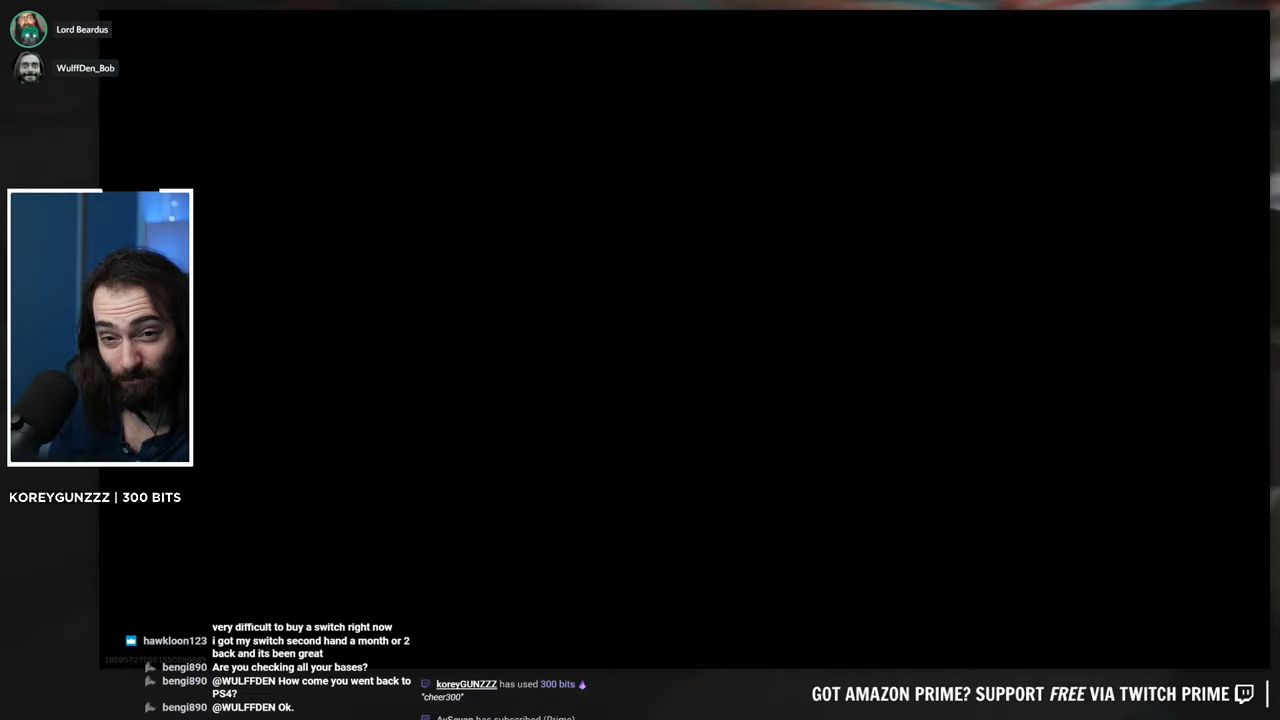 Lord Beardus
WulffDen_Bob
KOREYGUNZZZ | 300 BITS
very difficult to buy a switch right now
hawkloon123 i got my switch second hand a month or 2
back and its been great
bengi890 Are you checking all your bases?
bengi890 @WULFFDEN How come you went back to
PS4?
bengi890 @WULFFDEN Ok.
koreyGUNZZZ has used 300 bits
"cheer300"
has subscribed (Prime)
GOT AMAZON PRIME? SUPPORT FREE VIA TWITCH PRIME